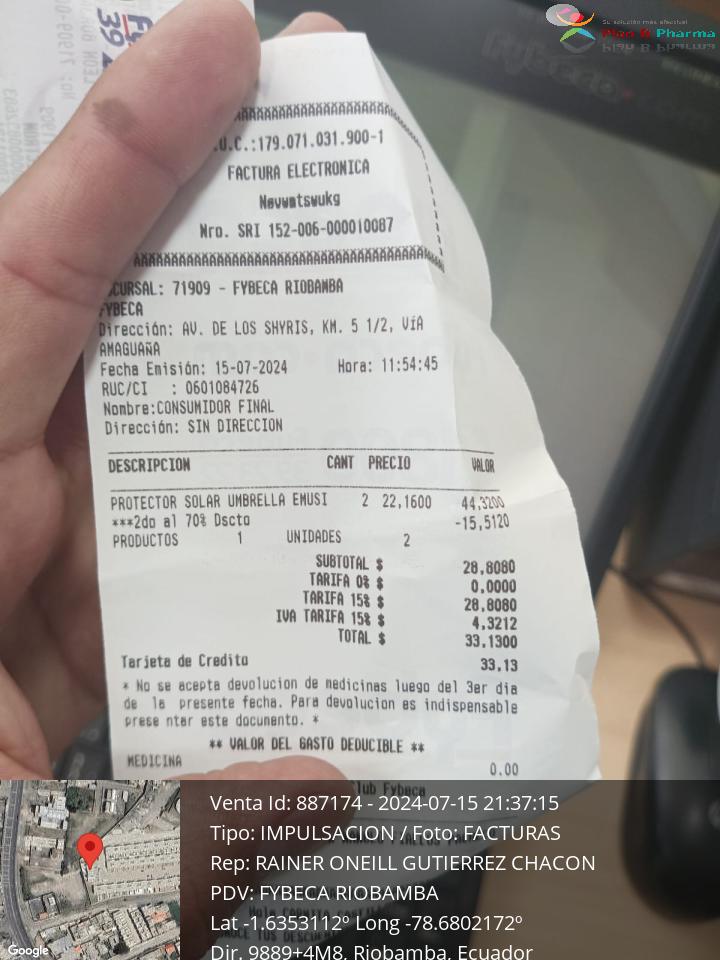 Su solución más efectiva!
Plan B Pharma
.U.C.:179.071.031.900-1
FACTURA ELECTRONICA
Nro. SRI 152-006-000010087
CURSAL: 71909 - FYBECA RIOBAMBA
FYBECA
Dirección: AV. DE LOS SHYRIS, KM. 5 1/2, VíA
AMAGUAñA
Fecha Emisión: 15-07-2024 Hora: 11:54:45
RUC/CI : 0601084726
Nombre:CONSUMIDOR FINAL
Dirección: SIN DIRECCION
DESCRIPCION CANT PRECIO VALOR
PROTECTOR SOLAR UMBRELLA EMUSI 2 22,1600 44,3200
***2do al 70% Dscto -15,5120
PRODUCTOS 1 UNIDADES 2
SUBTOTAL $ 28,8080
TARIFA 0% $ 0.0000
TARIFA 15% $ 28,8080
IVA TARIFA 15% $ 4,3212
TOTAL $ 33,1300
Tarjeta de Credito 33,13
* No se acepta devolucion de medicinas luego del 3er dia
de la presente fecha. Para devolucion es indispensable
prese ntar este documento. *
** VALOR DEL GASTO DEDUCIBLE **
MEDICINA 0.00
lub Fybeca
Venta Id: 887174 - 2024-07-15 21:37:15
Tipo: IMPULSACION / Foto: FACTURAS
Rep: RAINER ONEILL GUTIERREZ CHACON
PDV: FYBECA RIOBAMBA
Lat -1.6353112º Long -78.6802172º
Dir. 9889+4M8, Riobamba, Ecuador
Google